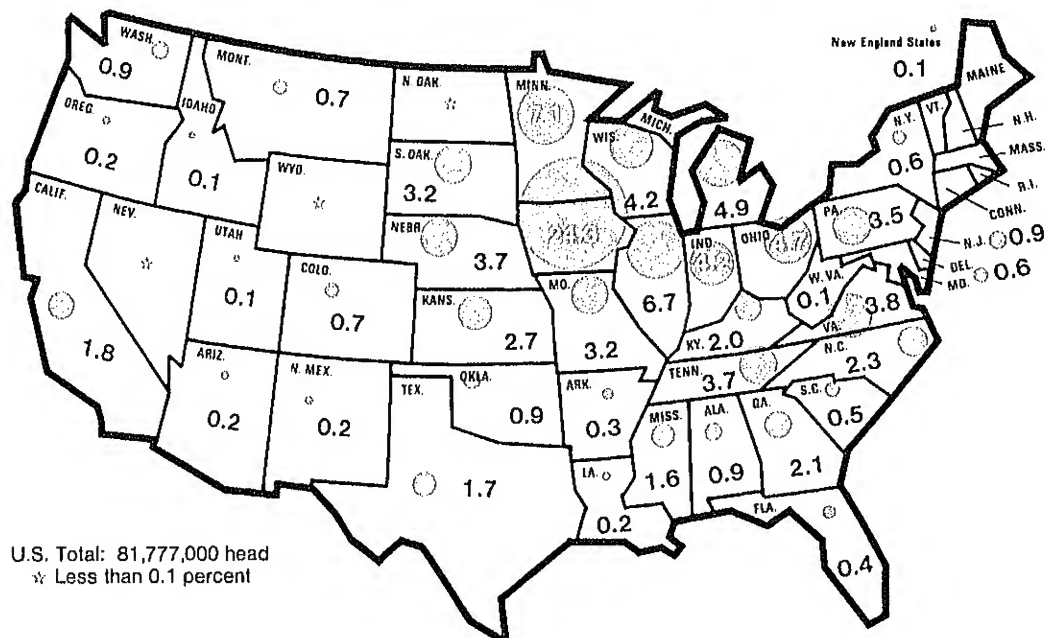 New England States
0.1
MAINE
WASH.
0.9
MONT.
0.7
N. DAK.
MINN.
7.1
OREG.
0.2
IDAHO
0.1
WYO.
S. DAK.
3.2
WIS.
4.2
MICH.
4.9
N.Y.
0.6
VT.
N.H.
MASS.
R.I.
CONN.
CALIF.
1.8
NEV.
UTAH
0.1
COLO.
0.7
NEBR.
3.7
24.3
6.7
IND.
OHIO
4.7
PA.
3.5
N.J. 0.9
DEL.
MD. 0.6
KANS.
2.7
MO.
3.2
KY. 2.0
W. VA.
0.1
VA.
3.8
ARIZ.
0.2
N. MEX.
0.2
TEX.
1.7
OKLA.
0.9
ARK.
0.3
TENN.
3.7
N.C.
2.3
S.C.
0.5
LA.
0.2
MISS.
1.6
ALA.
0.9
GA.
2.1
FLA.
0.4
U.S. Total: 81,777,000 head
☆ Less than 0.1 percent